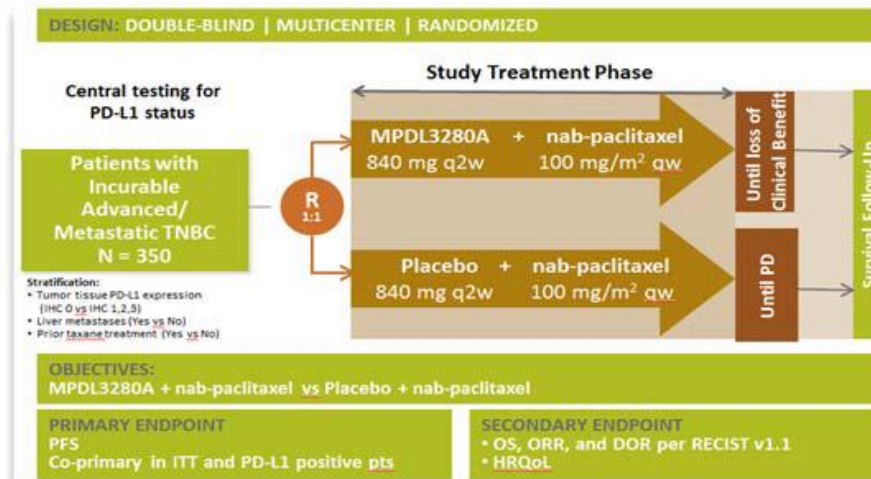 DESIGN: DOUBLE-BLIND | MULTICENTER | RANDOMIZED
Central testing for
PD-L1 status
Study Treatment Phase
Patients with
Incurable
Advanced/
Metastatic TNBC
N = 350
R
1:1
MPDL3280A + nab-paclitaxel
840 mg q2w 100 mg/m² qw
Placebo + nab-paclitaxel
840 mg q2w 100 mg/m² qw
Until loss of
Clinical Benefit
Until PD
Survival Follow-Up
Stratification:
• Tumor tissue PD-L1 expression
(IHC 0 vs IHC 1,2,3)
• Liver metastases (Yes vs No)
• Prior taxane treatment (Yes vs No)
OBJECTIVES:
MPDL3280A + nab-paclitaxel vs Placebo + nab-paclitaxel
PRIMARY ENDPOINT
PFS
Co-primary in ITT and PD-L1 positive pts
SECONDARY ENDPOINT
• OS, ORR, and DOR per RECIST v1.1
• HRQoL